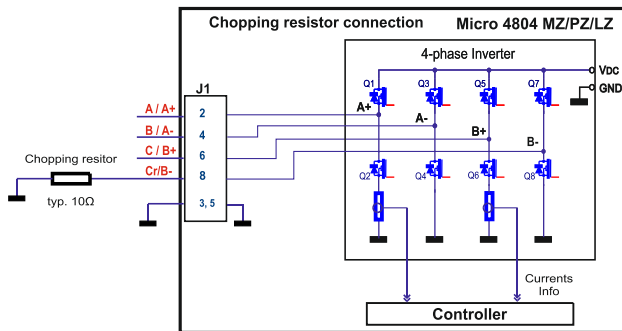 Chopping resistor connection
Micro 4804 MZ/PZ/LZ
4-phase Inverter
J1
Q1
Q3
Q5
Q7
VDC
GND
A / A+
2
A+
B / A-
4
A-
C / B+
6
B+
Chopping resitor
Cr/B-
8
B-
Q2
Q4
Q6
Q8
typ. 10Ω
3, 5
Currents
Info
Controller